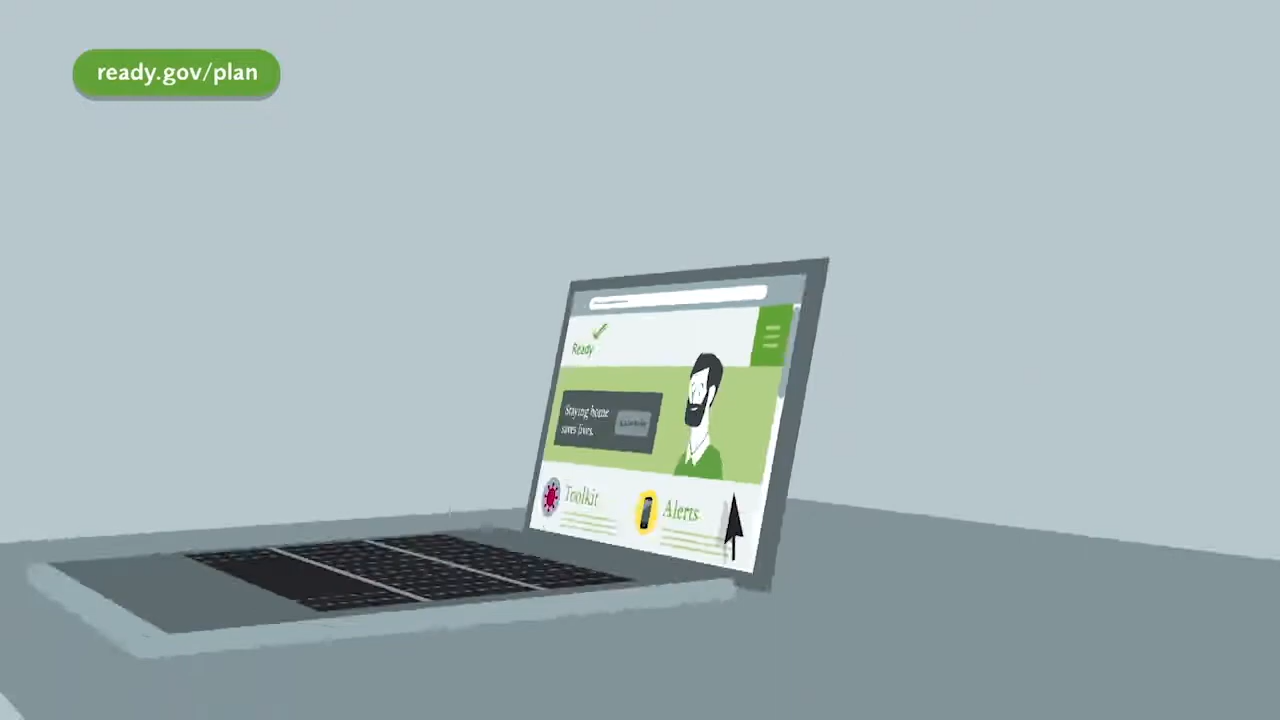 ready.gov/plan
Ready
Staying home
saves lives.
Toolkit
Alerts